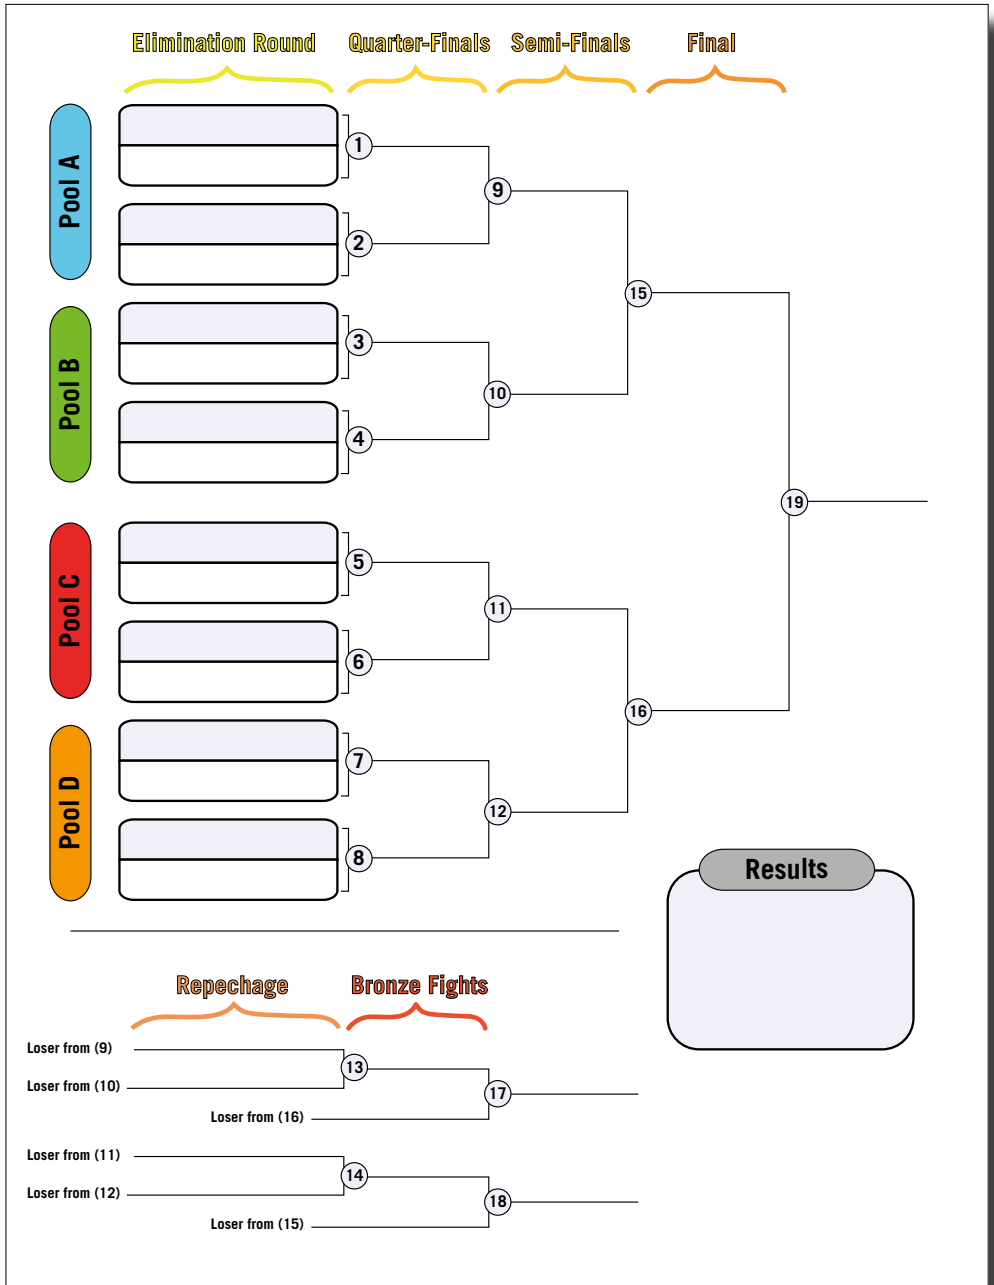 Elimination Round Quarter-Finals Semi-Finals Final
Pool A
1
9
2
15
Pool B
3
10
4
19
Pool C
5
11
6
16
Pool D
7
12
8
Results
Repechage Bronze Fights
Loser from (9)
13
Loser from (10)
17
Loser from (16)
Loser from (11)
14
Loser from (12)
18
Loser from (15)